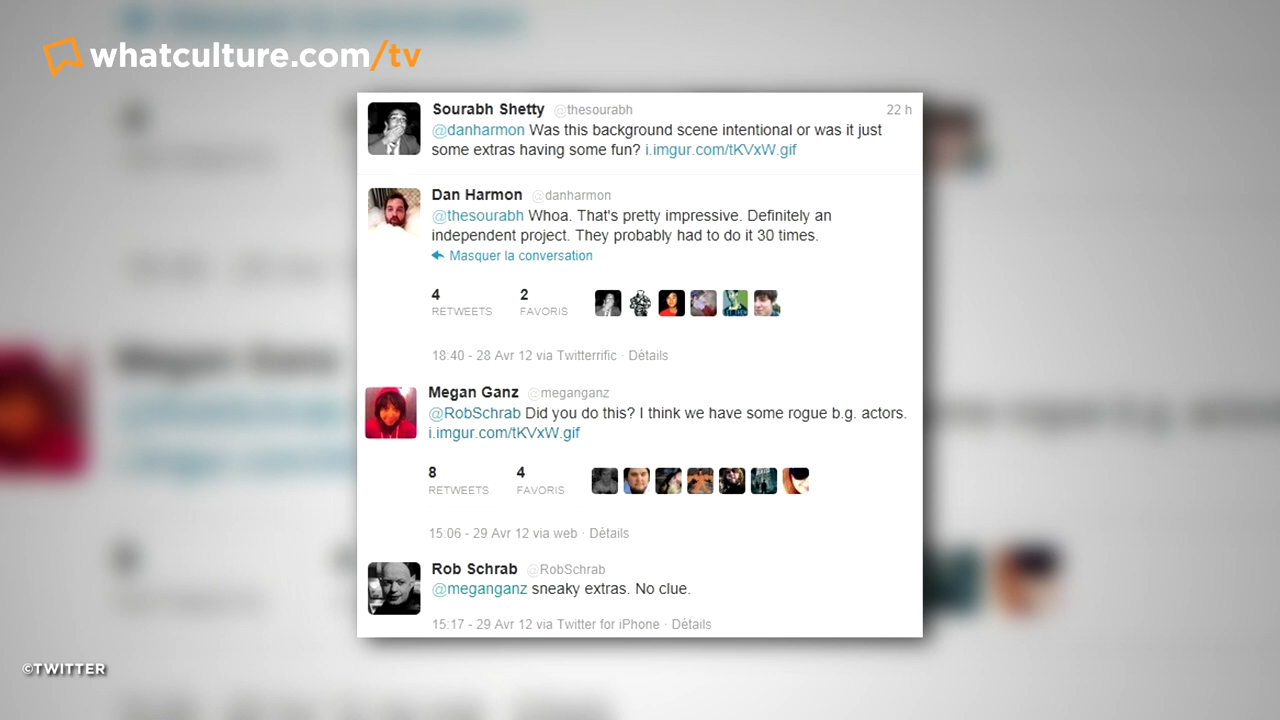 whatculture.com/tv
Sourabh Shetty @thesourabh 22 h
@danharmon Was this background scene intentional or was it just
some extras having some fun? i.imgur.com/tKVxW.gif
Dan Harmon @danharmon
@thesourabh Whoa. That's pretty impressive. Definitely an
independent project. They probably had to do it 30 times.
Masquer la conversation
4 2
RETWEETS FAVORIS
18:40 - 28 Avr 12 via Twitterrific · Détails
Megan Ganz @meganganz
@RobSchrab Did you do this? I think we have some rogue b.g. actors.
i.imgur.com/tKVxW.gif
8 4
RETWEETS FAVORIS
15:06 - 29 Avr 12 via web · Détails
Rob Schrab @RobSchrab
@meganganz sneaky extras. No clue.
15:17 - 29 Avr 12 via Twitter for iPhone · Détails
©TWITTER